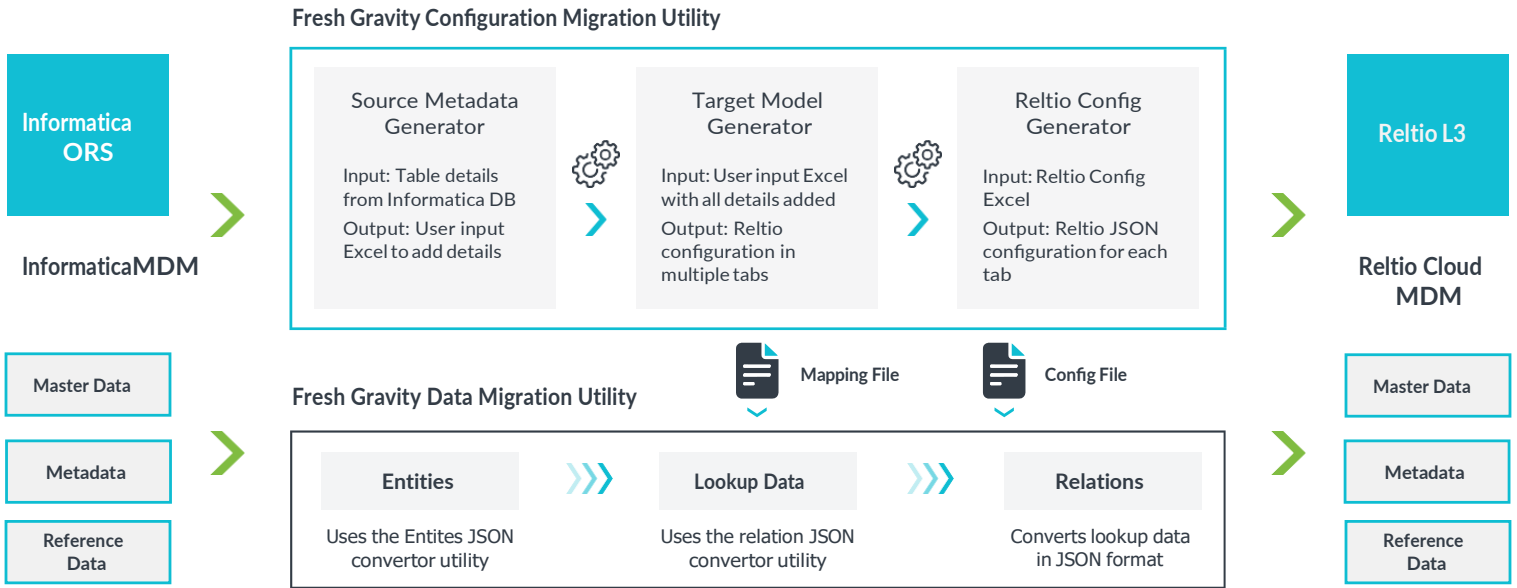 Fresh Gravity Configuration Migration Utility
Informatica
ORS
InformaticaMDM
Source Metadata
Generator
Input: Table details
from Informatica DB
Output: User input
Excel to add details
Target Model
Generator
Input: User input Excel
with all details added
Output: Reltio
configuration in
multiple tabs
Reltio Config
Generator
Input: Reltio Config
Excel
Output: Reltio JSON
configuration for each
tab
Reltio L3
Reltio Cloud
MDM
Mapping File
Config File
Master Data
Metadata
Reference
Data
Fresh Gravity Data Migration Utility
Entities
Uses the Entites JSON
convertor utility
Lookup Data
Uses the relation JSON
convertor utility
Relations
Converts lookup data
in JSON format
Master Data
Metadata
Reference
Data